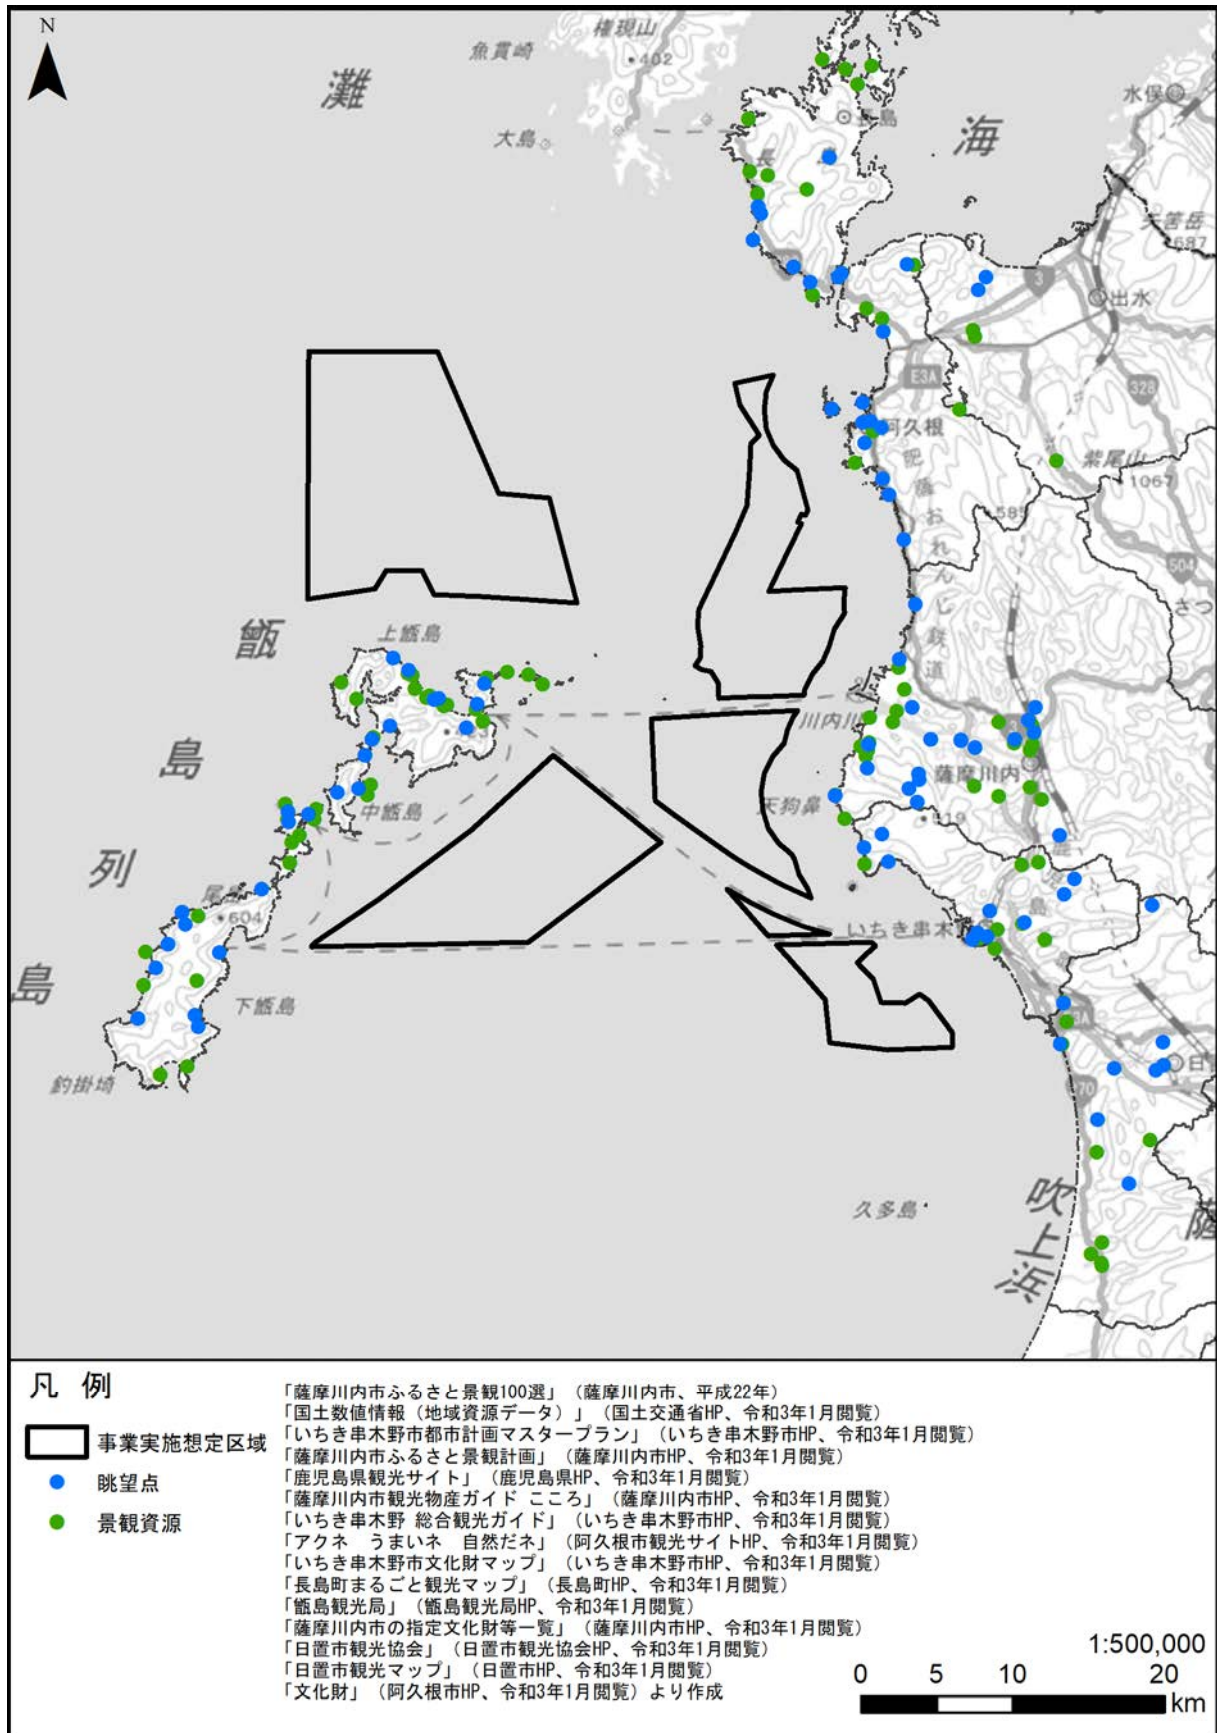 N
権現山
魚貫崎
・402
灘
水俣
大島
長島
海
長島
矢筈岳
687
3
出水
E3A
328
阿久根
肥薩おれんじ鉄道
紫尾山
1067
585
504
さつ
甑
上甑島
川内川
島
薩摩川内
中甑島
天狗鼻
519
列
尾岳
604
いちき串木
鹿児島
島
下甑島
3A
日
釣掛埼
270
吹上浜
久多島
薩
凡 例
事業実施想定区域
眺望点
景観資源
「薩摩川内市ふるさと景観100選」（薩摩川内市、平成22年）
「国土数値情報（地域資源データ）」（国土交通省HP、令和3年1月閲覧）
「いちき串木野市都市計画マスタープラン」（いちき串木野市HP、令和3年1月閲覧）
「薩摩川内市ふるさと景観計画」（薩摩川内市HP、令和3年1月閲覧）
「鹿児島県観光サイト」（鹿児島県HP、令和3年1月閲覧）
「薩摩川内市観光物産ガイド こころ」（薩摩川内市HP、令和3年1月閲覧）
「いちき串木野 総合観光ガイド」（いちき串木野市HP、令和3年1月閲覧）
「アクネ うまいネ 自然だネ」（阿久根市観光サイトHP、令和3年1月閲覧）
「いちき串木野市文化財マップ」（いちき串木野市HP、令和3年1月閲覧）
「長島町まるごと観光マップ」（長島町HP、令和3年1月閲覧）
「甑島観光局」（甑島観光局HP、令和3年1月閲覧）
「薩摩川内市の指定文化財等一覧」（薩摩川内市HP、令和3年1月閲覧）
「日置市観光協会」（日置市観光協会HP、令和3年1月閲覧）
「日置市観光マップ」（日置市HP、令和3年1月閲覧）
「文化財」（阿久根市HP、令和3年1月閲覧）より作成
1:500,000
0 5 10 20
km